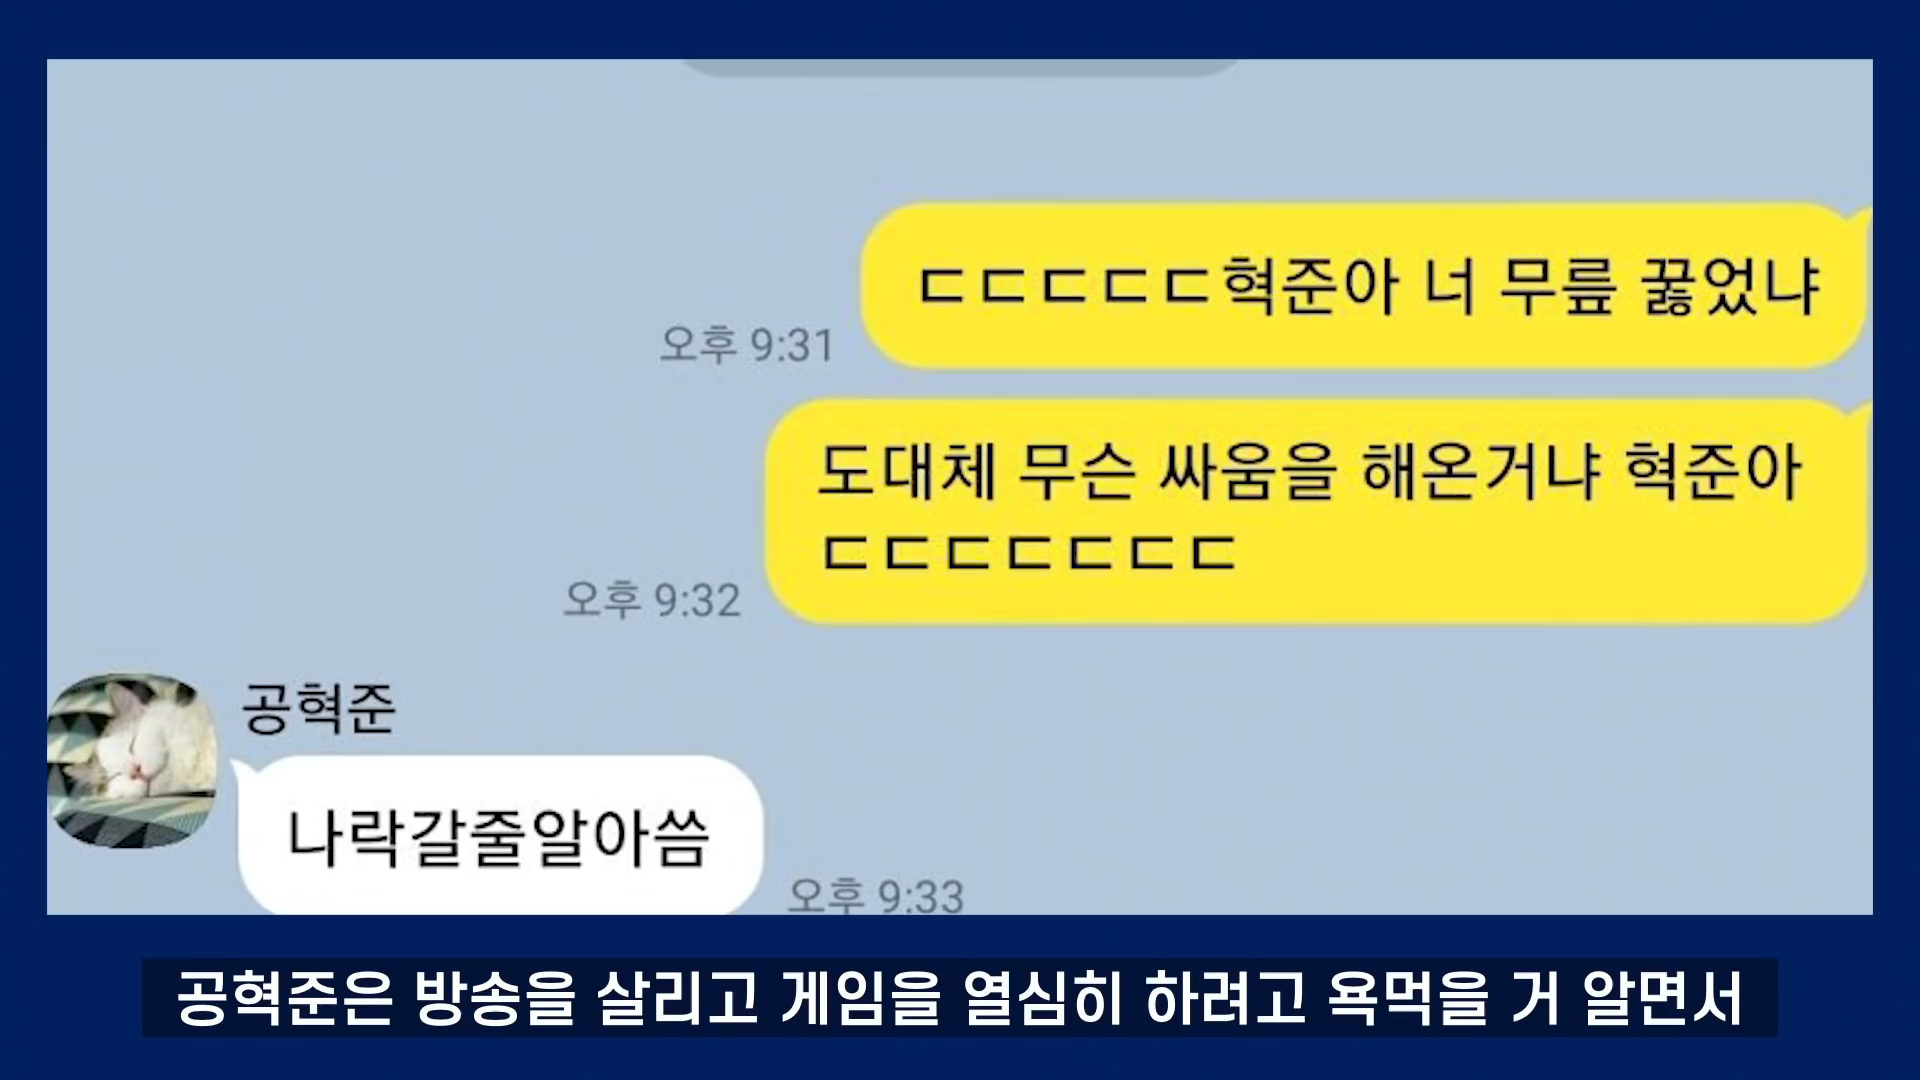 ㄷㄷㄷㄷㄷ혁준아 너 무릎 꿇었냐
오후 9:31
도대체 무슨 싸움을 해온거냐 혁준아
ㄷㄷㄷㄷㄷㄷㄷ
오후 9:32
공혁준
나락갈줄알아씀
오후 9:33
공혁준은 방송을 살리고 게임을 열심히 하려고 욕먹을 거 알면서